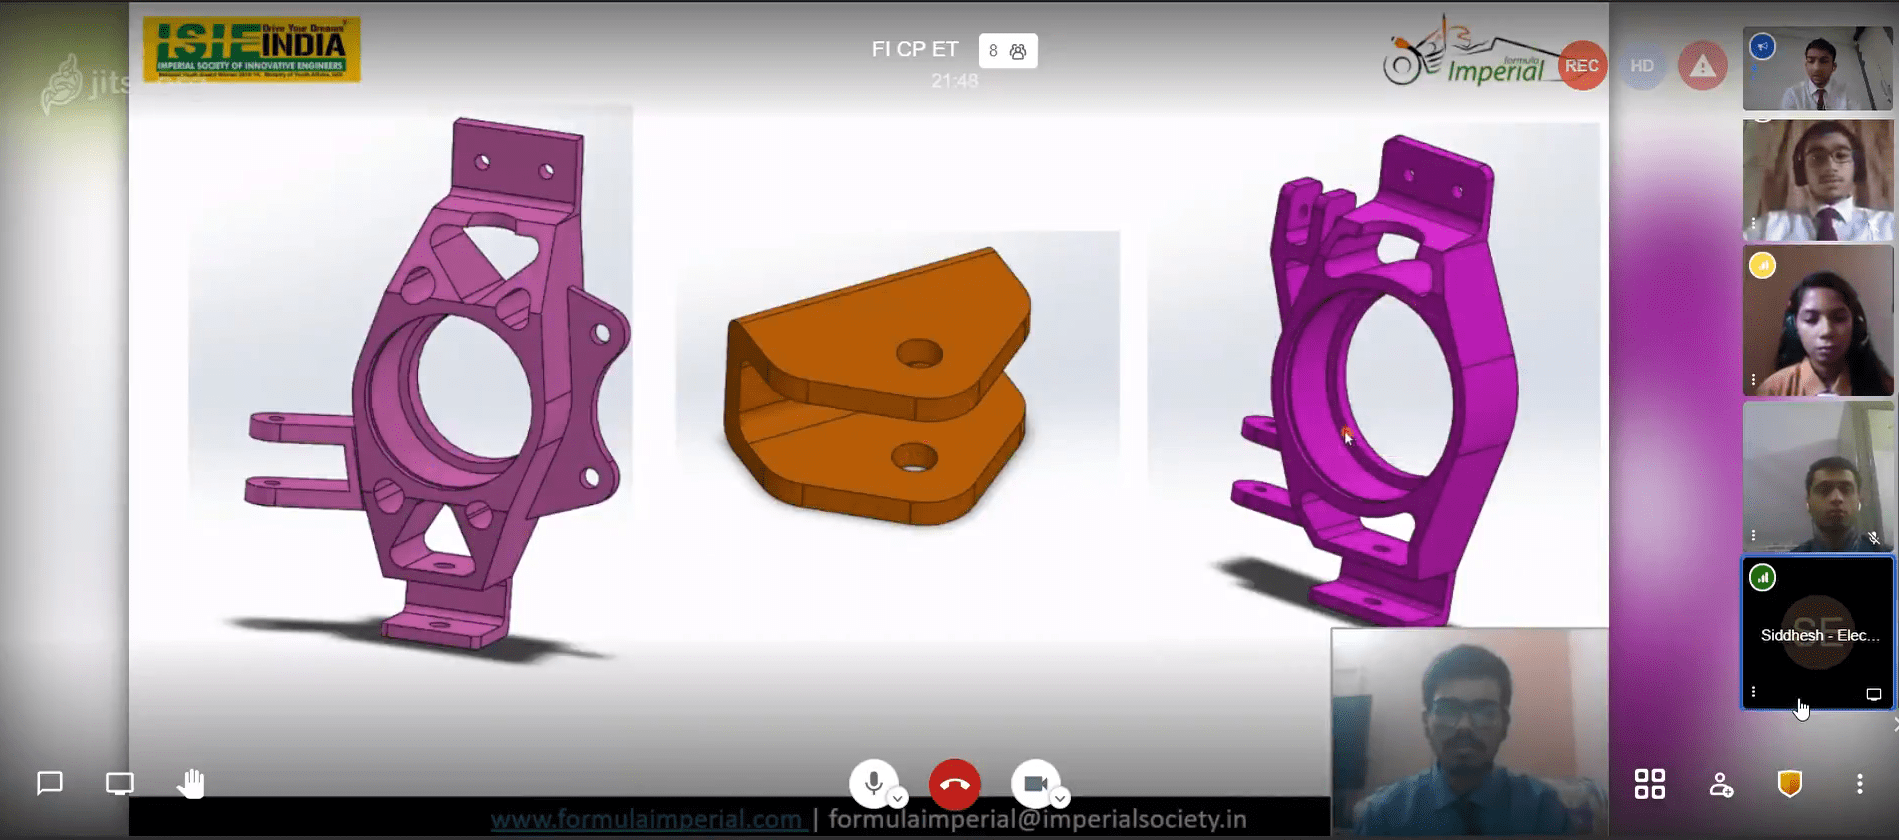 Drive Your Dreams
ISIE INDIA
IMPERIAL SOCIETY OF INNOVATIVE ENGINEERS
jits
FI CP ET 8
21:48
formula
Imperial
REC HD
SE
Siddhesh - Elec...
www.formulaimperial.com | formulaimperial@imperialsociety.in